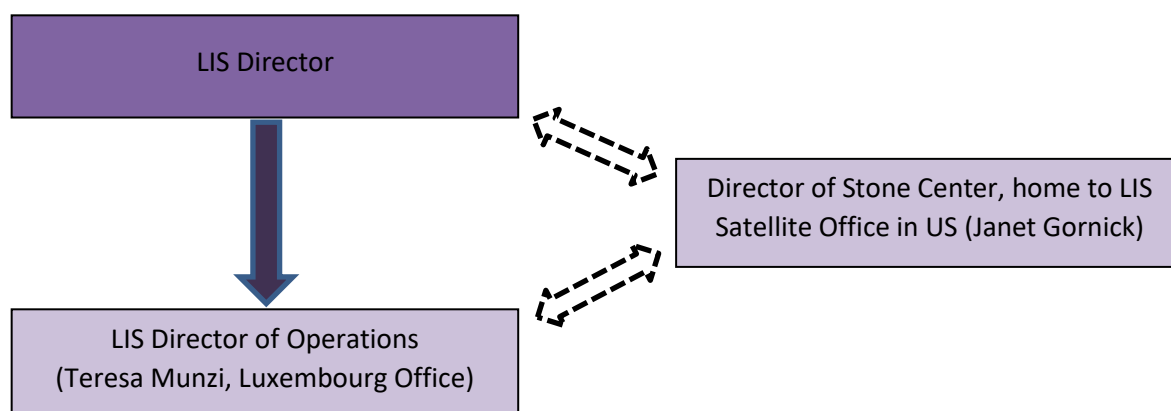 LIS Director
Director of Stone Center, home to LIS
Satellite Office in US (Janet Gornick)
LIS Director of Operations
(Teresa Munzi, Luxembourg Office)